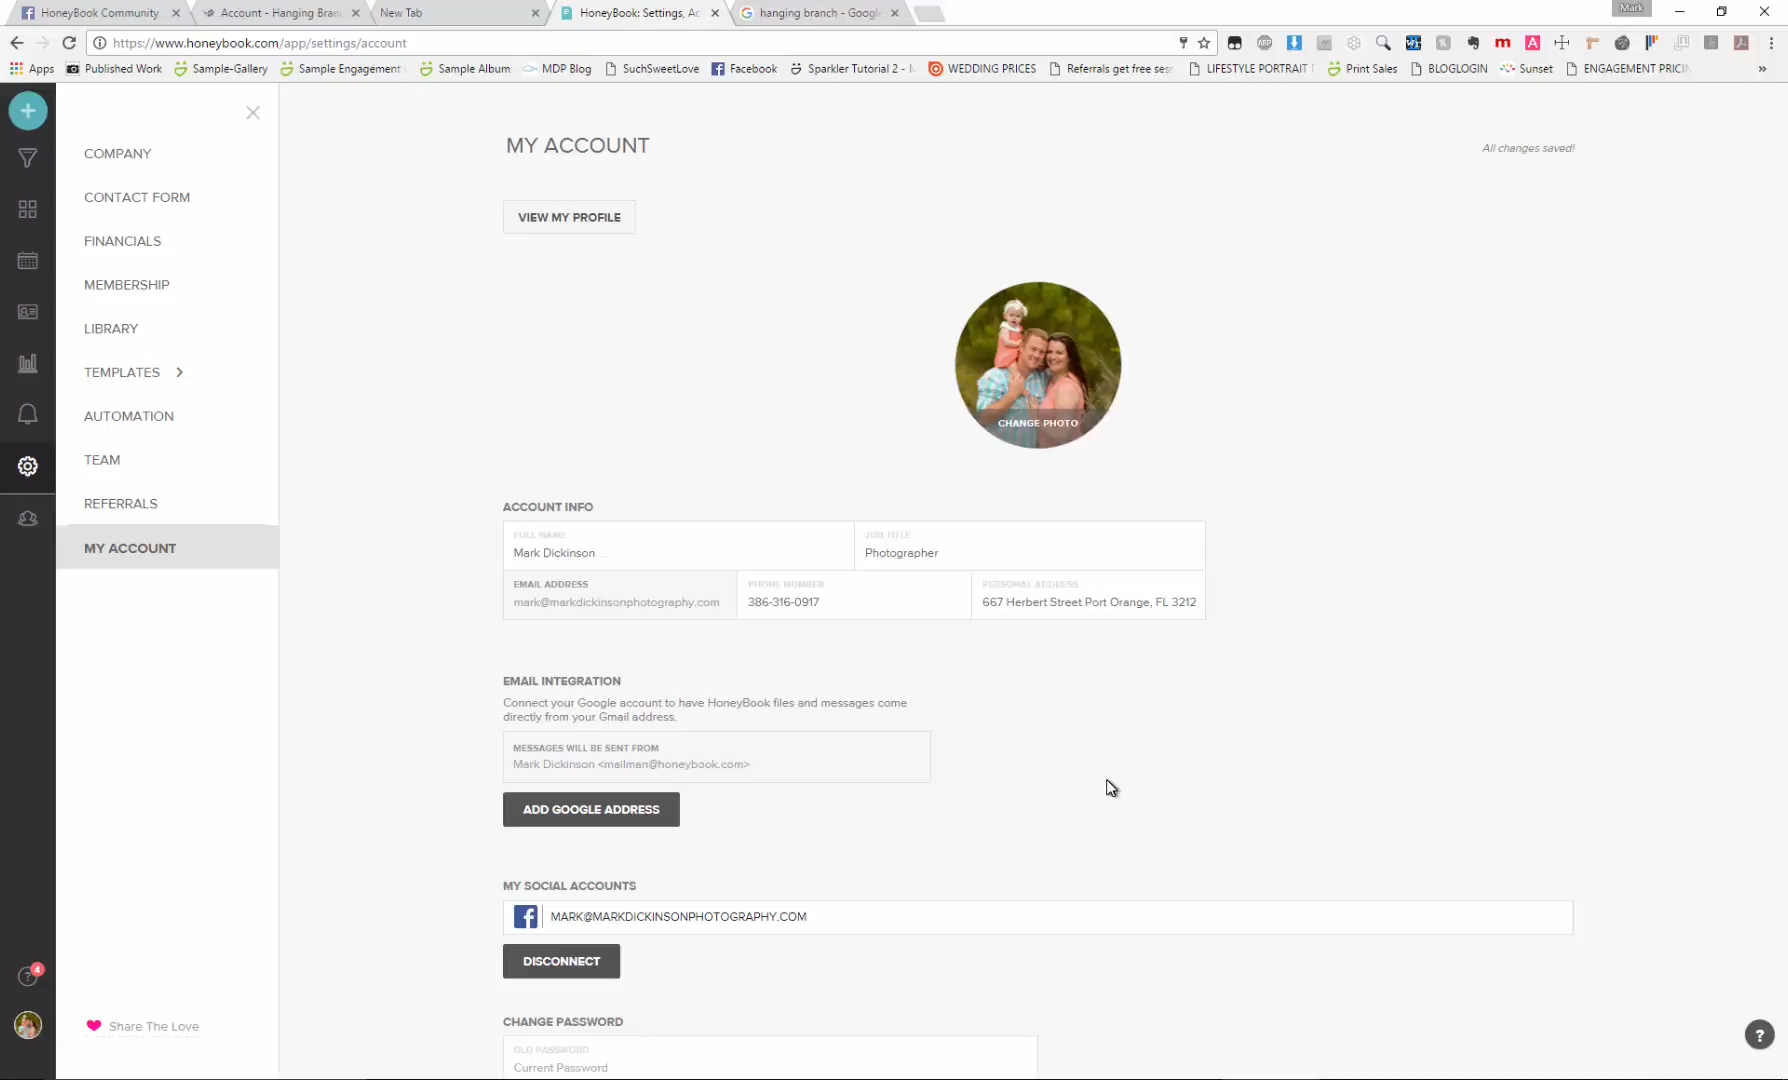 HoneyBook Community
Account - Hanging Bran
New Tab
HoneyBook: Settings, Ac
hanging branch - Google
Mark
https://www.honeybook.com/app/settings/account
Apps
Published Work
Sample-Gallery
Sample Engagement
Sample Album
MDP Blog
SuchSweetLove
Facebook
Sparkler Tutorial 2 -
WEDDING PRICES
Referrals get free ses
LIFESTYLE PORTRAIT
Print Sales
BLOGLOGIN
Sunset
ENGAGEMENT PRICIN
»
COMPANY
CONTACT FORM
FINANCIALS
MEMBERSHIP
LIBRARY
TEMPLATES
AUTOMATION
TEAM
REFERRALS
MY ACCOUNT
4
Share The Love
MY ACCOUNT
All changes saved!
VIEW MY PROFILE
CHANGE PHOTO
ACCOUNT INFO
FULL NAME
Mark Dickinson
JOB TITLE
Photographer
EMAIL ADDRESS
mark@markdickinsonphotography.com
PHONE NUMBER
386-316-0917
PERSONAL ADDRESS
667 Herbert Street Port Orange, FL 3212
EMAIL INTEGRATION
Connect your Google account to have HoneyBook files and messages come
directly from your Gmail address.
MESSAGES WILL BE SENT FROM
Mark Dickinson <mailman@honeybook.com>
ADD GOOGLE ADDRESS
MY SOCIAL ACCOUNTS
MARK@MARKDICKINSONPHOTOGRAPHY.COM
DISCONNECT
CHANGE PASSWORD
OLD PASSWORD
Current Password
?